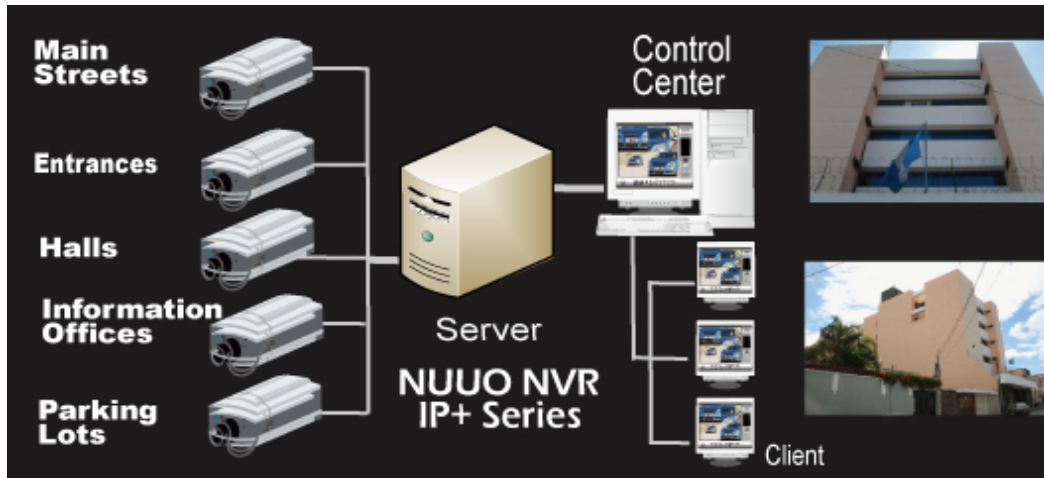 Main
Streets
Entrances
Halls
Information
Offices
Parking
Lots
Server
NUUO NVR
IP+ Series
Control
Center
Client